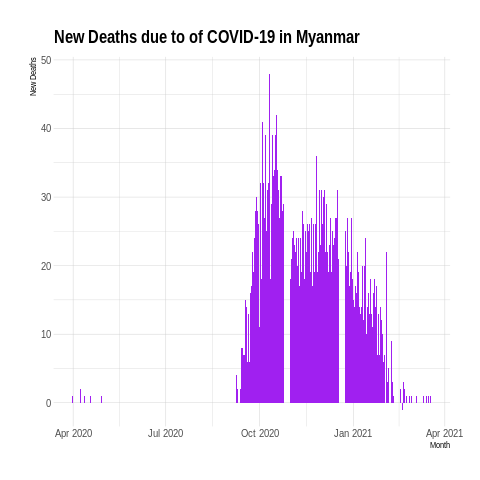 New Deaths due to of COVID-19 in Myanmar
New Deaths
50
40
30
20
10
0
Apr 2020 Jul 2020 Oct 2020 Jan 2021 Apr 2021
Month